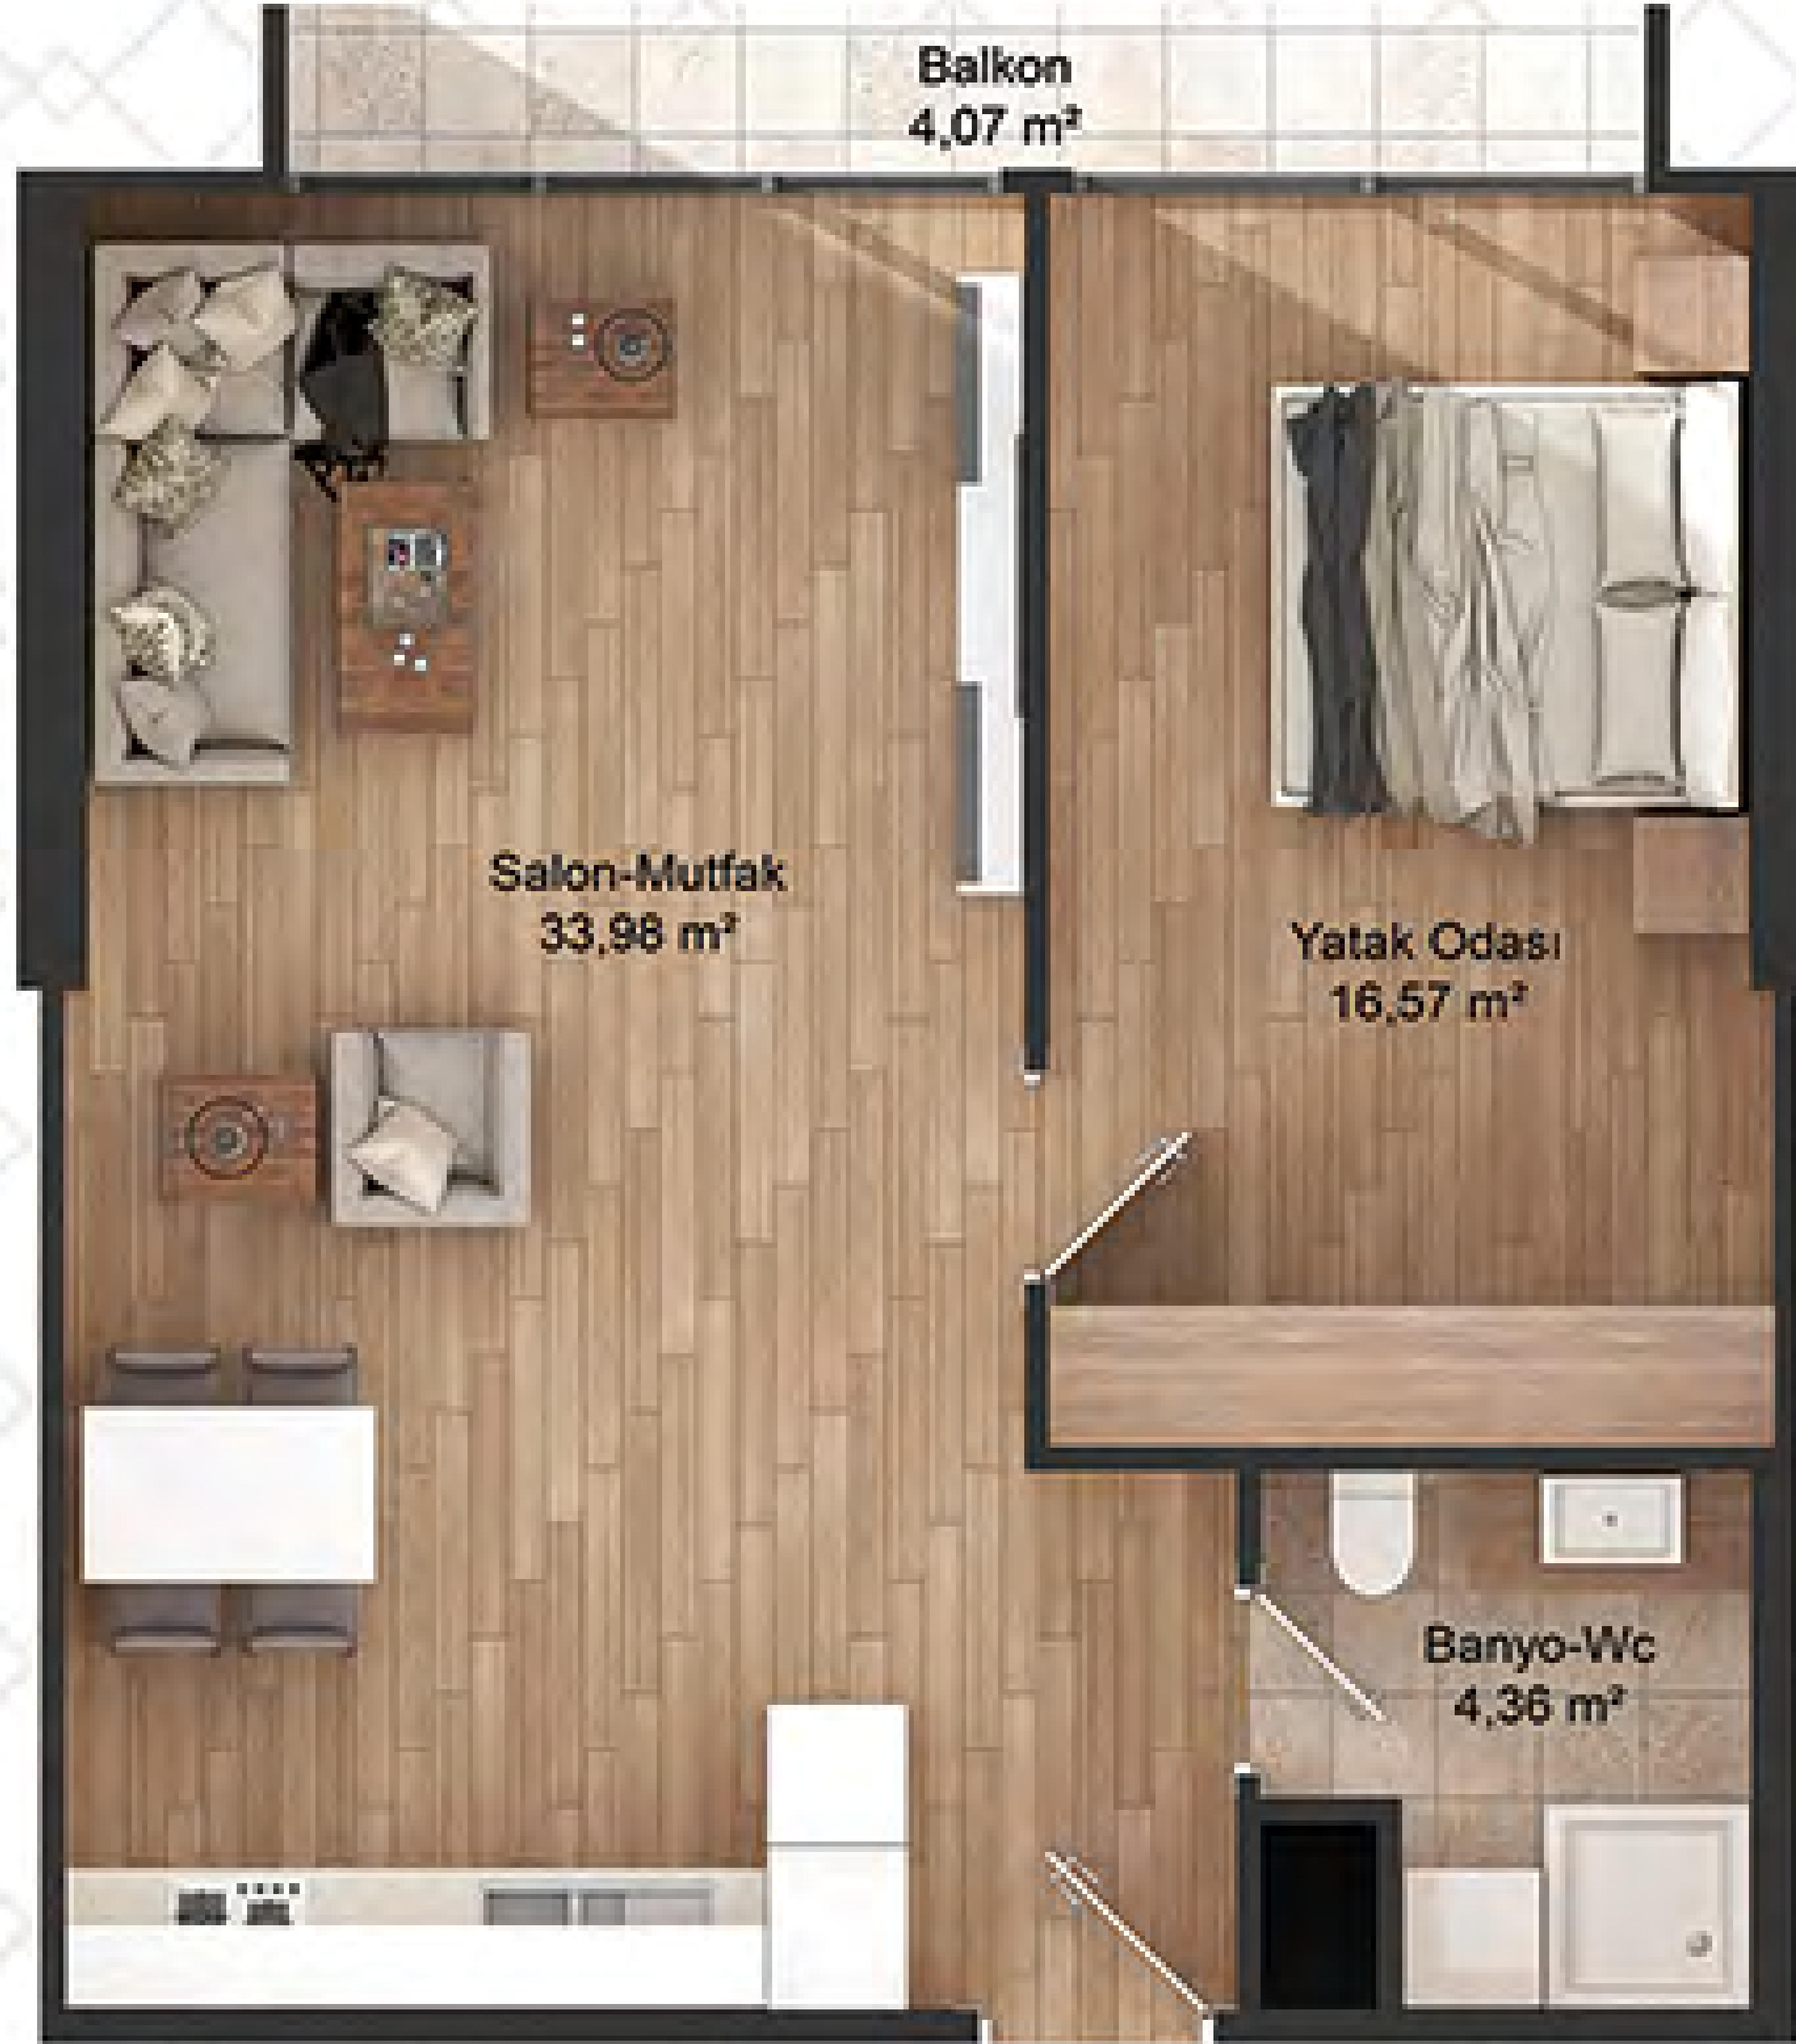 Balkon
4,07 m²
Salon-Mutfak
33,98 m²
Yatak Odası
16,57 m²
Banyo-Wc
4,36 m²